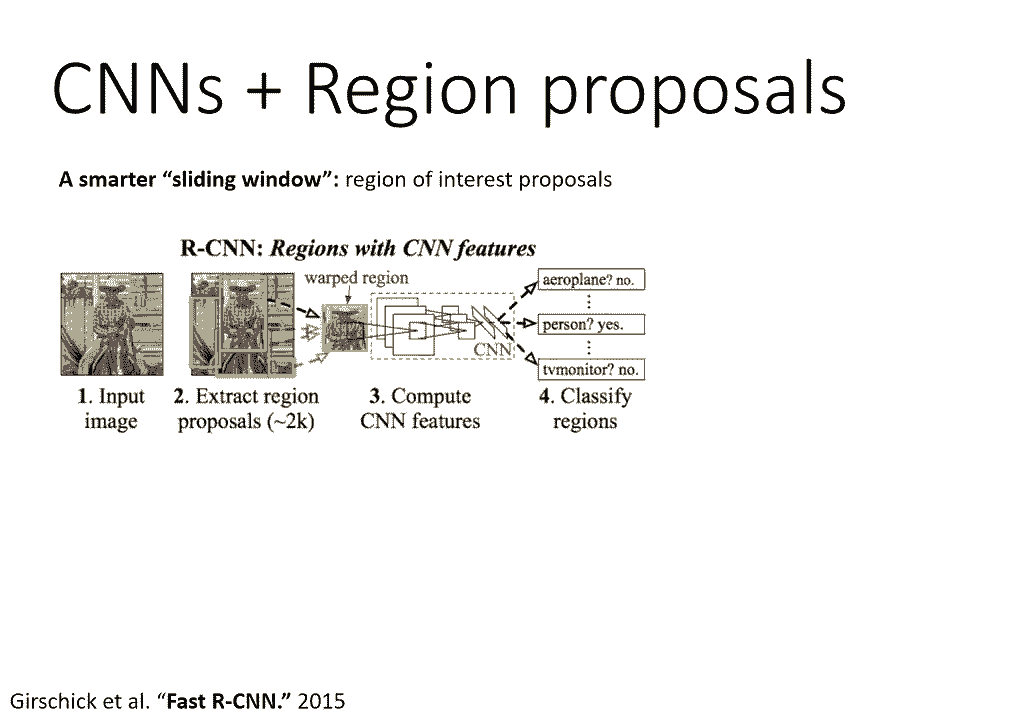 CNNs + Region proposals
A smarter “sliding window”: region of interest proposals
R-CNN: Regions with CNN features
warped region
aeroplane? no.
person? yes.
CNN
tvmonitor? no.
1. Input
image
2. Extract region
proposals (~2k)
3. Compute
CNN features
4. Classify
regions
Girschick et al. “Fast R-CNN.” 2015